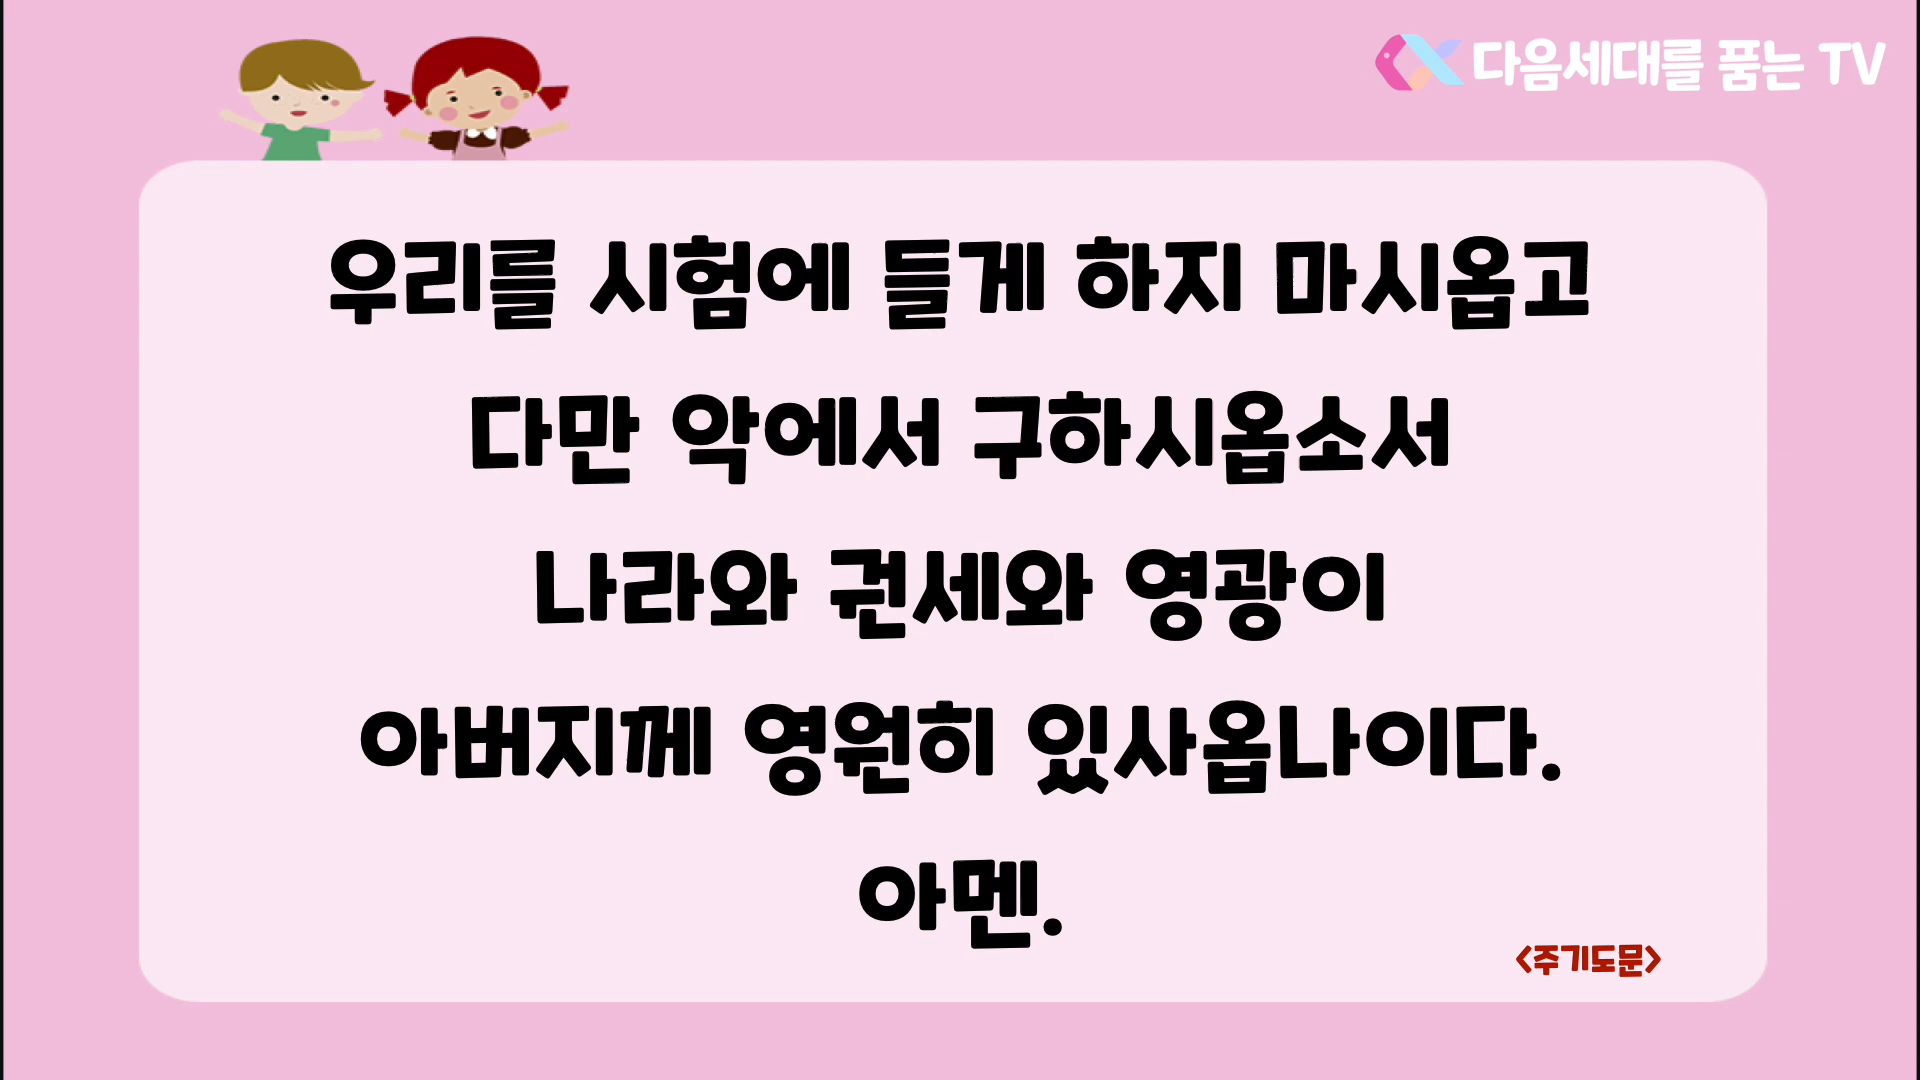 다음세대를 품는 TV
우리를 시험에 들게 하지 마시옵고
다만 악에서 구하시옵소서
나라와 권세와 영광이
아버지께 영원히 있사옵나이다.
아멘.
<주기도문>